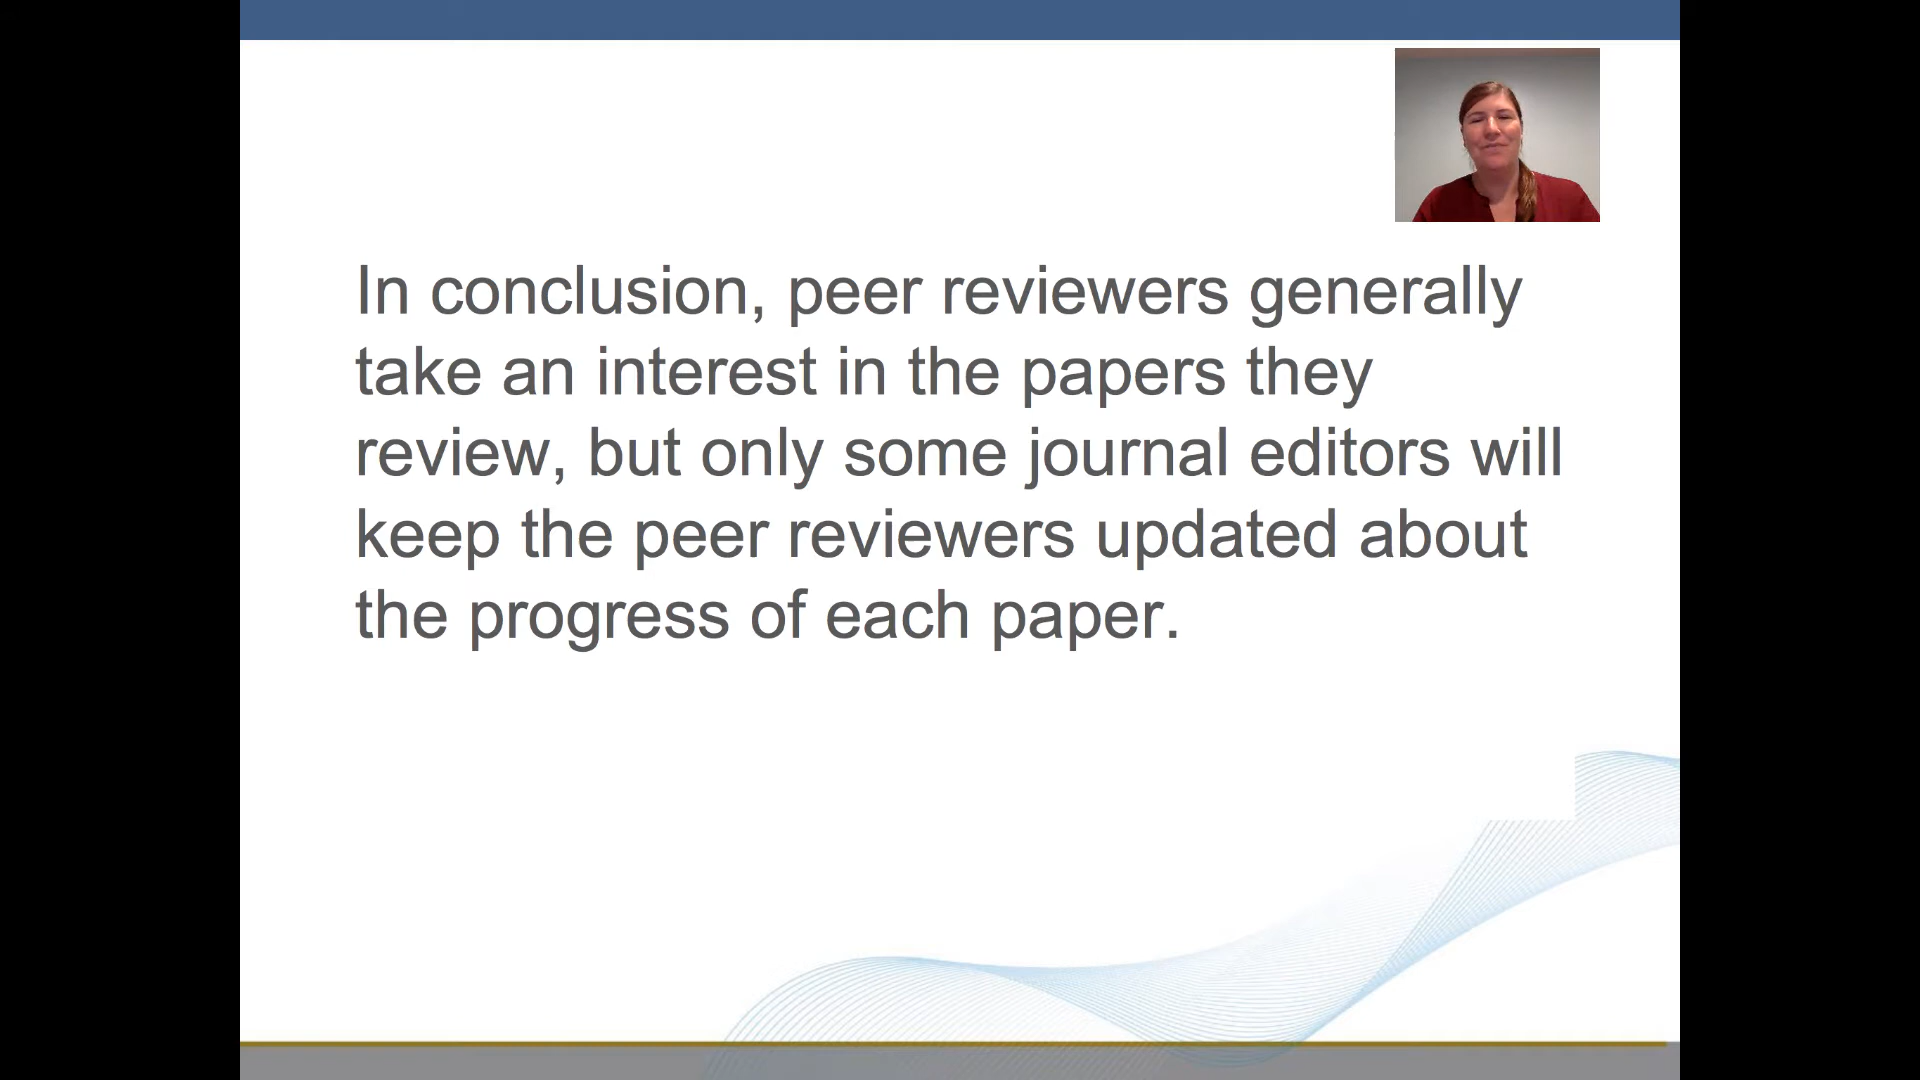 In conclusion, peer reviewers generally
take an interest in the papers they
review, but only some journal editors will
keep the peer reviewers updated about
the progress of each paper.